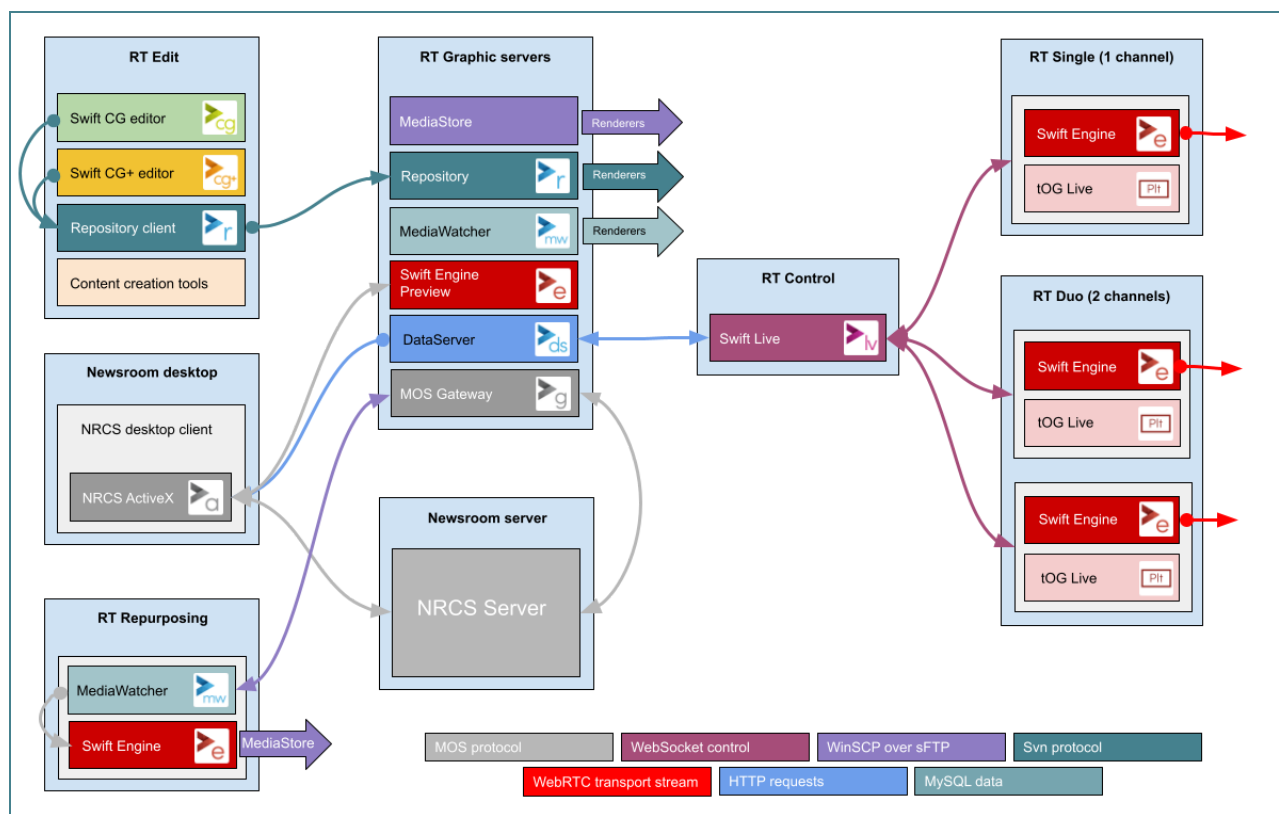 RT Edit
Swift CG editor
cg
Swift CG+ editor
cg+
Repository client
r
Content creation tools
Newsroom desktop
NRCS desktop client
NRCS ActiveX
a
RT Repurposing
MediaWatcher
mw
Swift Engine
e
MediaStore
RT Graphic servers
MediaStore
Renderers
Repository
r
Renderers
MediaWatcher
mw
Renderers
Swift Engine
Preview
e
DataServer
ds
MOS Gateway
g
Newsroom server
NRCS Server
RT Control
Swift Live
lv
RT Single (1 channel)
Swift Engine
e
tOG Live
P|t
RT Duo (2 channels)
Swift Engine
e
tOG Live
P|t
Swift Engine
e
tOG Live
P|t
MOS protocol
WebSocket control
WinSCP over sFTP
Svn protocol
WebRTC transport stream
HTTP requests
MySQL data